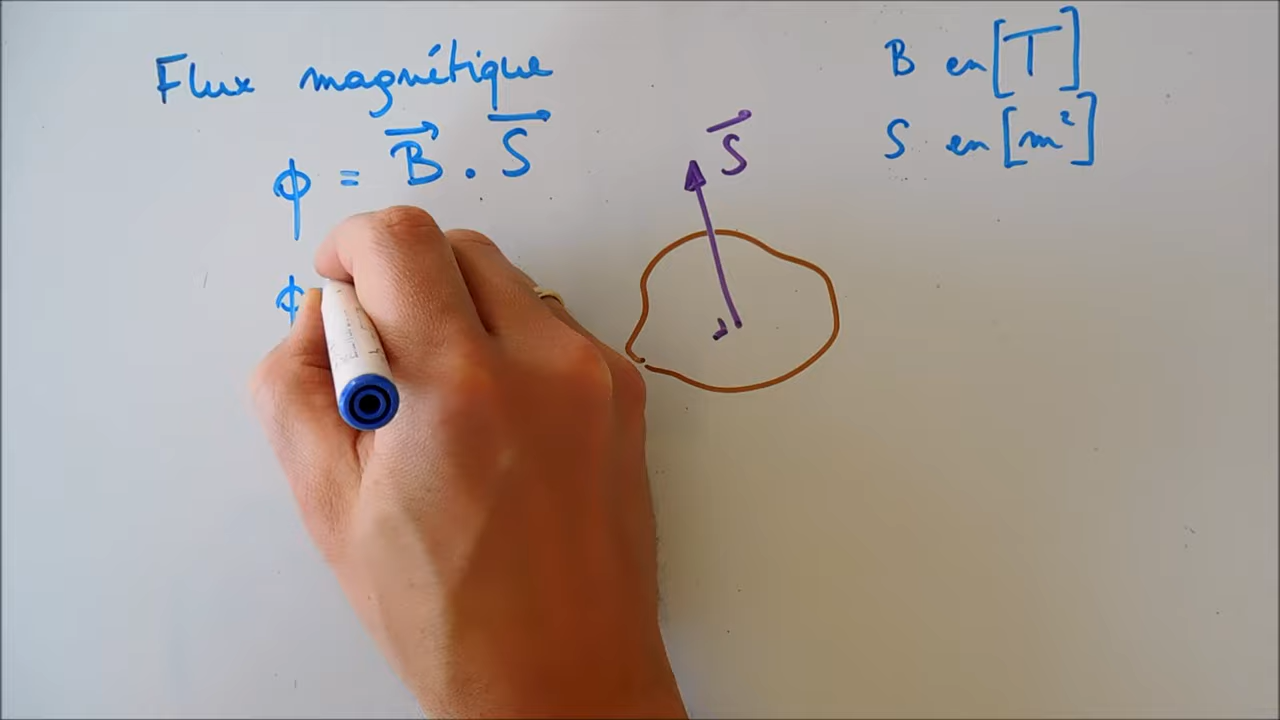 Flux magnétique
ϕ = B⃗ . S⃗
ϕ
S⃗
B en [T]
S en [m²]